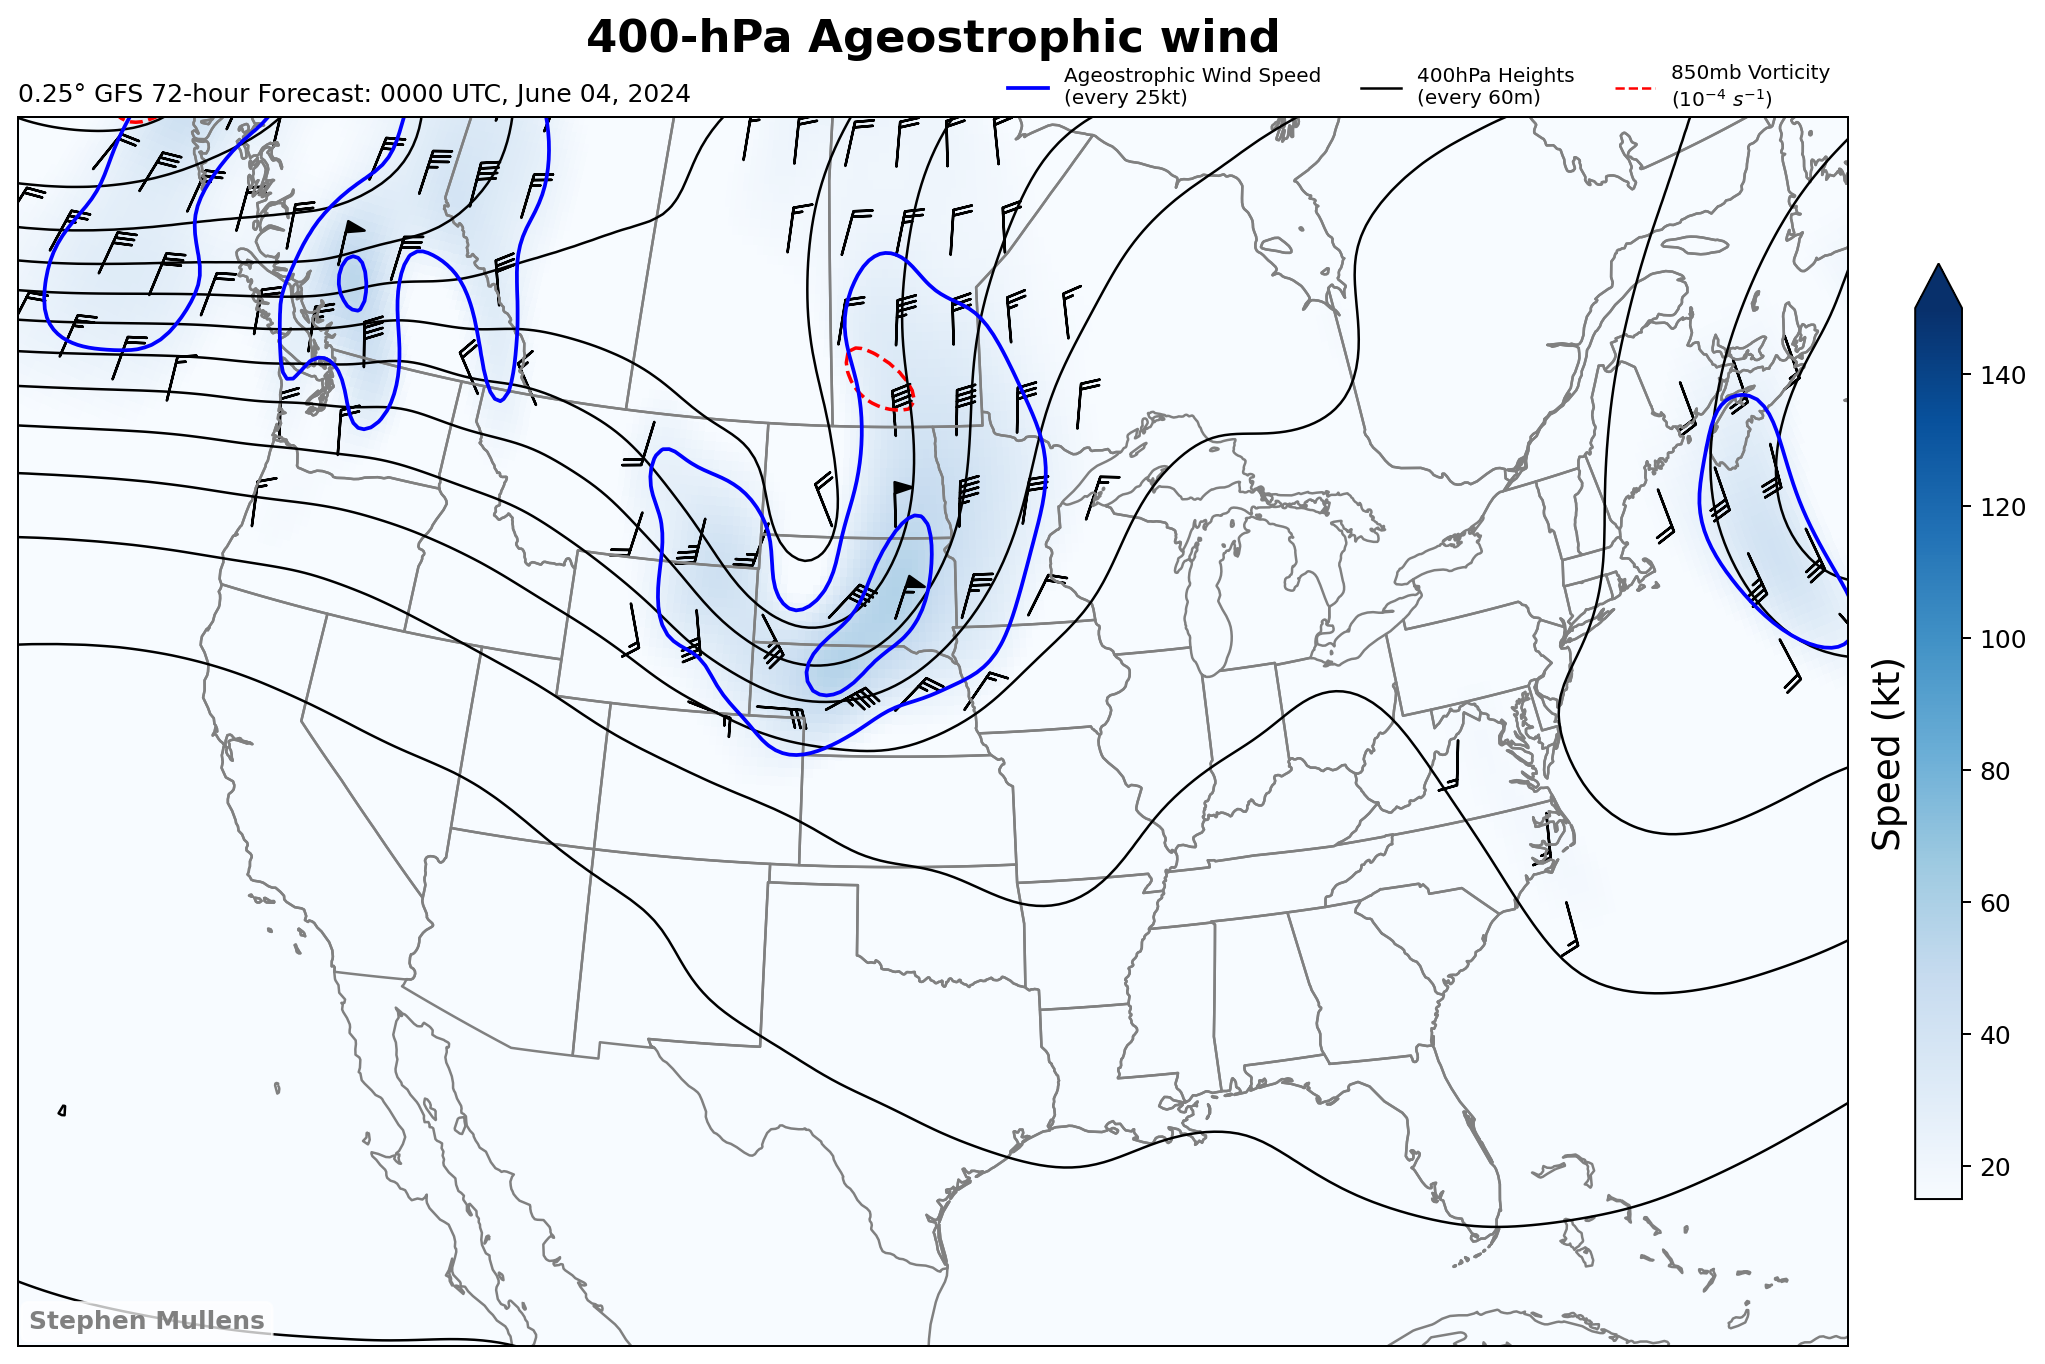 400-hPa Ageostrophic wind
0.25° GFS 72-hour Forecast: 0000 UTC, June 04, 2024
Ageostrophic Wind Speed
(every 25kt)
400hPa Heights
(every 60m)
850mb Vorticity
(10⁻⁴ s⁻¹)
140
120
100
80
60
40
20
Speed (kt)
Stephen Mullens